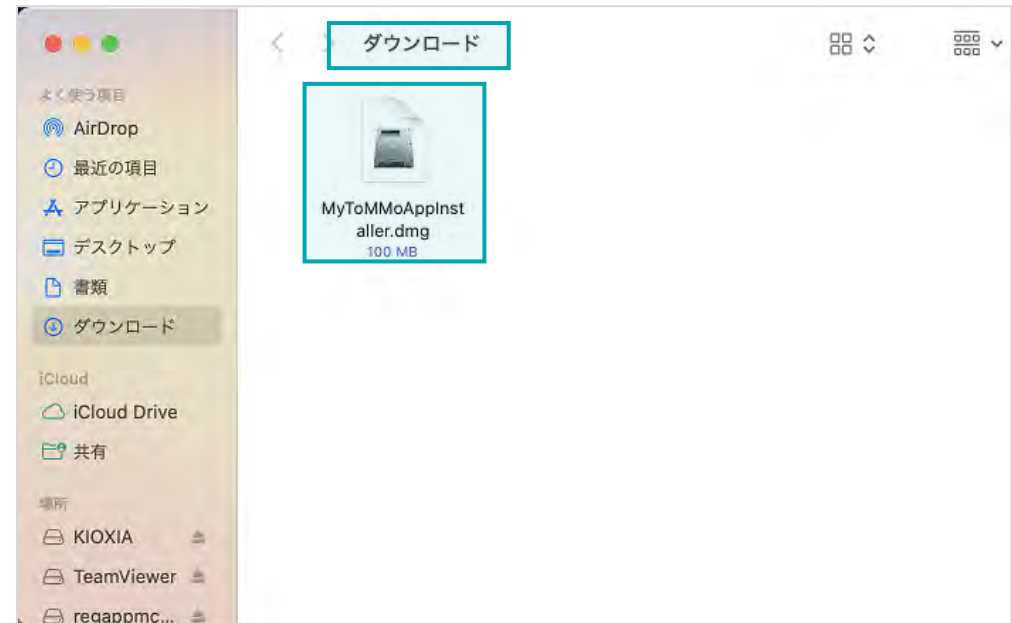 ダウンロード
よく使う項目
AirDrop
最近の項目
アプリケーション
デスクトップ
書類
ダウンロード
iCloud
iCloud Drive
共有
場所
KIOXIA
TeamViewer
regappmc...
MyToMMoAppInst
aller.dmg
100 MB